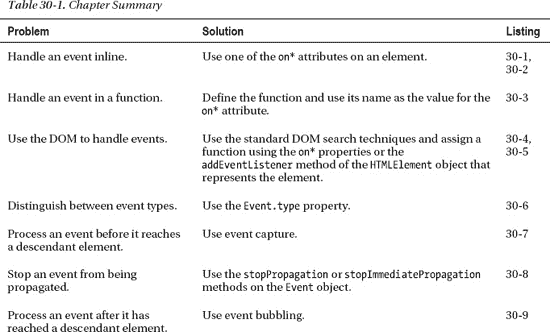 Table 30-1. Chapter Summary
Problem Solution Listing
Handle an event inline. Use one of the on* attributes on an element. 30-1,
30-2
Handle an event in a function. Define the function and use its name as the value for the 30-3
on* attribute.
Use the DOM to handle events. Use the standard DOM search techniques and assign a 30-4,
function using the on* properties or the 30-5
addEventListener method of the HTMLElement object that
represents the element.
Distinguish between event types. Use the Event.type property. 30-6
Process an event before it reaches Use event capture. 30-7
a descendant element.
Stop an event from being Use the stopPropagation or stopImmediatePropagation 30-8
propagated. methods on the Event object.
Process an event after it has Use event bubbling. 30-9
reached a descendant element.